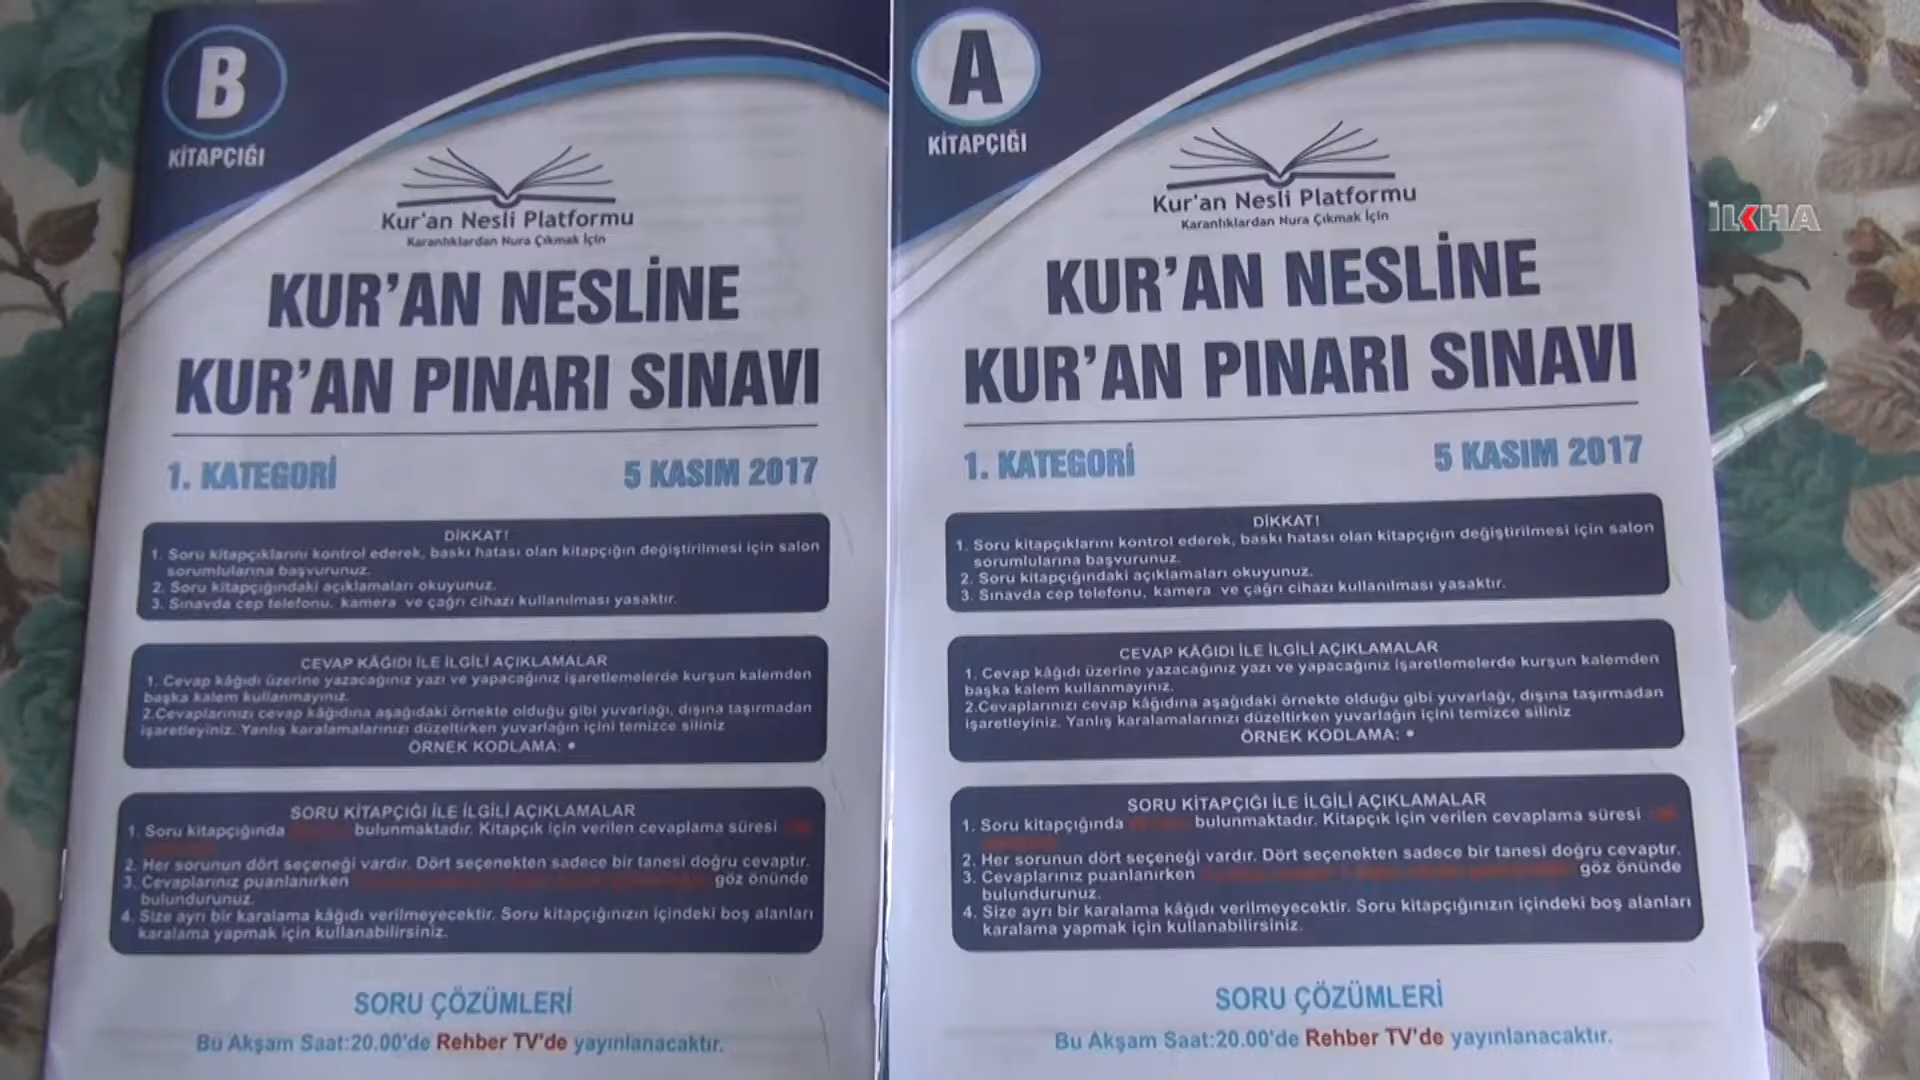 B
KİTAPÇIĞI
Kur'an Nesli Platformu
Karanlıklardan Nura Çıkmak İçin
KUR'AN NESLİNE
KUR'AN PINARI SINAVI
1. KATEGORİ 5 KASIM 2017
DİKKAT!
1. Soru kitapçıklarını kontrol ederek, baskı hatası olan kitapçığın değiştirilmesi için salon
sorumlularına başvurunuz.
2. Soru kitapçığındaki açıklamaları okuyunuz.
3. Sınavda cep telefonu, kamera ve çağrı cihazı kullanılması yasaktır.
CEVAP KÂĞIDI İLE İLGİLİ AÇIKLAMALAR
1. Cevap kâğıdı üzerine yazacağınız yazı ve yapacağınız işaretlemelerde kurşun kalemden
başka kalem kullanmayınız.
2.Cevaplarınızı cevap kâğıdına aşağıdaki örnekte olduğu gibi yuvarlağı, dışına taşırmadan
işaretleyiniz. Yanlış karalamalarınızı düzeltirken yuvarlağın içini temizce siliniz
ÖRNEK KODLAMA: •
SORU KİTAPÇIĞI İLE İLGİLİ AÇIKLAMALAR
1. Soru kitapçığında bulunmaktadır. Kitapçık için verilen cevaplama süresi
2. Her sorunun dört seçeneği vardır. Dört seçenekten sadece bir tanesi doğru cevaptır.
3. Cevaplarınız puanlanırken göz önünde
bulundurunuz.
4. Size ayrı bir karalama kâğıdı verilmeyecektir. Soru kitapçığınızın içindeki boş alanları
karalama yapmak için kullanabilirsiniz.
SORU ÇÖZÜMLERİ
Bu Akşam Saat:20.00'de Rehber TV'de yayınlanacaktır.
A
KİTAPÇIĞI
Kur'an Nesli Platformu
Karanlıklardan Nura Çıkmak İçin
KUR'AN NESLİNE
KUR'AN PINARI SINAVI
1. KATEGORİ 5 KASIM 2017
DİKKAT!
1. Soru kitapçıklarını kontrol ederek, baskı hatası olan kitapçığın değiştirilmesi için salon
sorumlularına başvurunuz.
2. Soru kitapçığındaki açıklamaları okuyunuz.
3. Sınavda cep telefonu, kamera ve çağrı cihazı kullanılması yasaktır.
CEVAP KÂĞIDI İLE İLGİLİ AÇIKLAMALAR
1. Cevap kâğıdı üzerine yazacağınız yazı ve yapacağınız işaretlemelerde kurşun kalemden
başka kalem kullanmayınız.
2.Cevaplarınızı cevap kâğıdına aşağıdaki örnekte olduğu gibi yuvarlağı, dışına taşırmadan
işaretleyiniz. Yanlış karalamalarınızı düzeltirken yuvarlağın içini temizce siliniz
ÖRNEK KODLAMA: •
SORU KİTAPÇIĞI İLE İLGİLİ AÇIKLAMALAR
1. Soru kitapçığında bulunmaktadır. Kitapçık için verilen cevaplama süresi
2. Her sorunun dört seçeneği vardır. Dört seçenekten sadece bir tanesi doğru cevaptır.
3. Cevaplarınız puanlanırken göz önünde
bulundurunuz.
4. Size ayrı bir karalama kâğıdı verilmeyecektir. Soru kitapçığınızın içindeki boş alanları
karalama yapmak için kullanabilirsiniz.
SORU ÇÖZÜMLERİ
Bu Akşam Saat:20.00'de Rehber TV'de yayınlanacaktır.
İLKHA